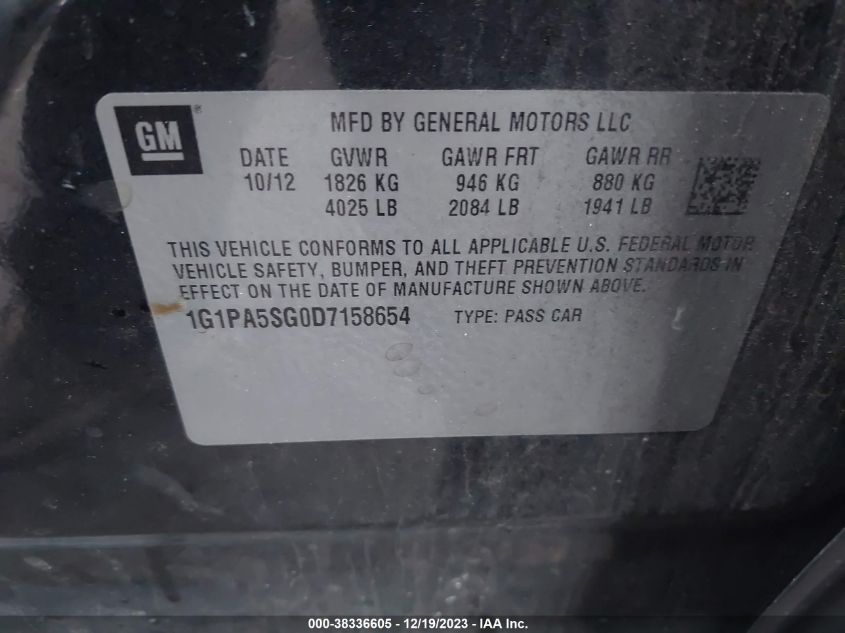 GM®
MFD BY GENERAL MOTORS LLC
DATE GVWR GAWR FRT GAWR RR
10/12 1826 KG 946 KG 880 KG
4025 LB 2084 LB 1941 LB
THIS VEHICLE CONFORMS TO ALL APPLICABLE U.S. FEDERAL MOTOR
VEHICLE SAFETY, BUMPER, AND THEFT PREVENTION STANDARDS IN
EFFECT ON THE DATE OF MANUFACTURE SHOWN ABOVE.
1G1PA5SG0D7158654 TYPE: PASS CAR
000-38336605 - 12/19/2023 - IAA Inc.